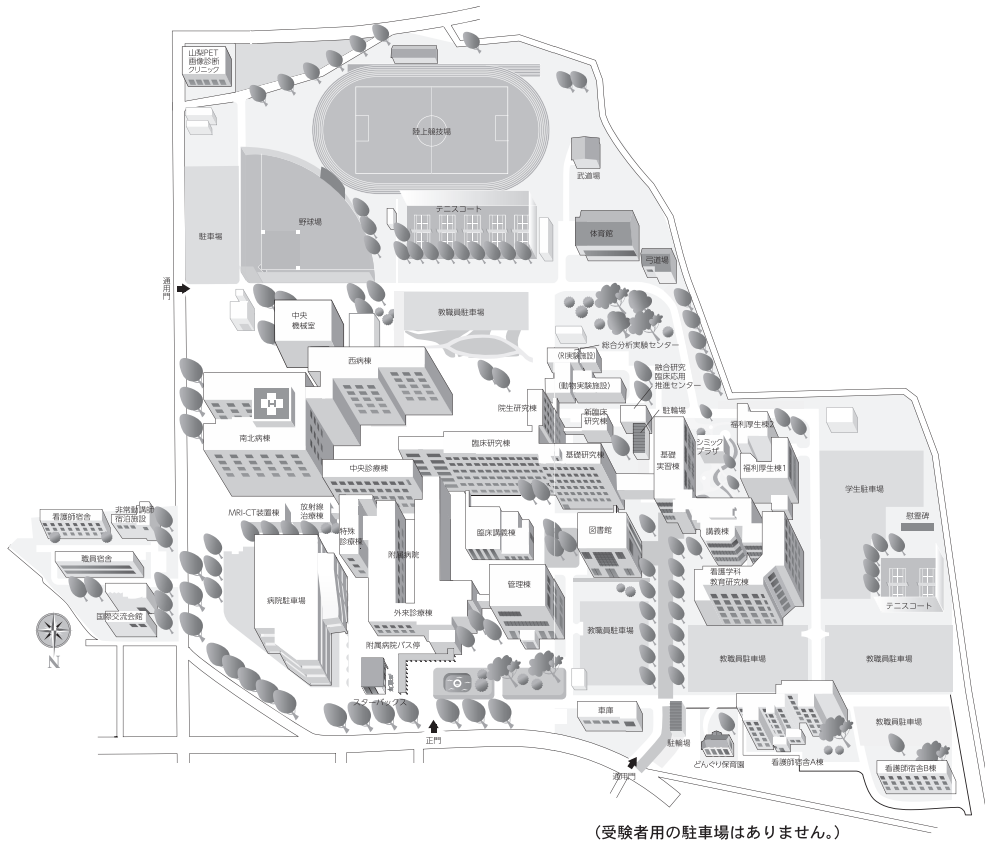 山梨PET
画像診断
クリニック
陸上競技場
武道場
テニスコート
野球場
体育館
駐車場
弓道場
通用門
中央
機械室
教職員駐車場
総合分析実験センター
(RI実験施設)
西病棟
融合研究
臨床応用
推進センター
(動物実験施設)
H
院生研究棟
新臨床
研究棟
駐輪場
福利厚生棟2
南北病棟
臨床研究棟
シミック
プラザ
基礎研究棟
基礎
実習棟
中央診療棟
福利厚生棟1
学生駐車場
非常勤講師
宿泊施設
MRI-CT装置棟
放射線
治療棟
看護師宿舎
慰霊碑
特殊
診療棟
臨床講義棟
図書館
講義棟
附属病院
職員宿舎
看護学科
教育研究棟
管理棟
病院駐車場
テニスコート
外来診療棟
国際交流会館
教職員駐車場
附属病院バス停
教職員駐車場
教職員駐車場
N
スターバックス
車庫
教職員駐車場
正門
駐輪場
どんぐり保育園
看護師宿舎A棟
看護師宿舎B棟
通用門
(受験者用の駐車場はありません。)